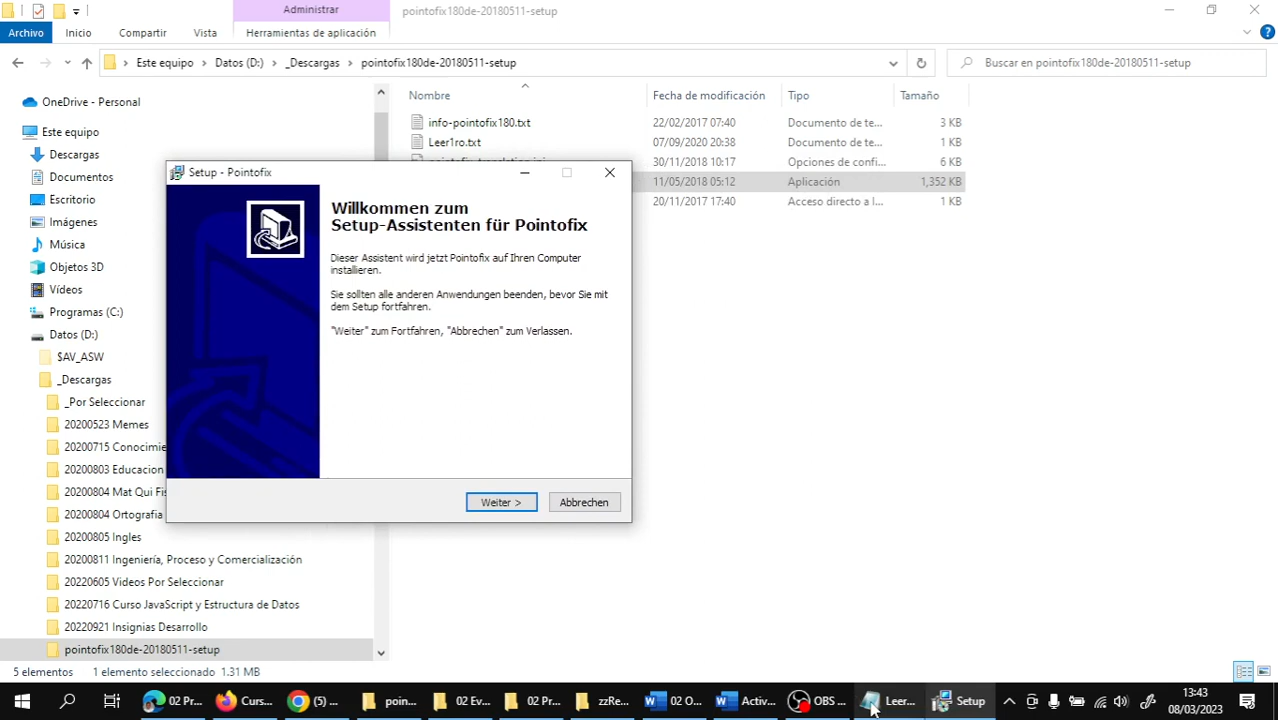 Administrar
pointofix180de-20180511-setup
Archivo Inicio Compartir Vista Herramientas de aplicación
Este equipo › Datos (D:) › _Descargas › pointofix180de-20180511-setup
Buscar en pointofix180de-20180511-setup
OneDrive - Personal
Este equipo
Descargas
Documentos
Escritorio
Imágenes
Música
Objetos 3D
Vídeos
Programas (C:)
Datos (D:)
$AV_ASW
_Descargas
_Por Seleccionar
20200523 Memes
20200715 Conocimie
20200803 Educacion
20200804 Mat Qui Fi
20200804 Ortografia
20200805 Ingles
20200811 Ingeniería, Proceso y Comercialización
20220605 Videos Por Seleccionar
20220716 Curso JavaScript y Estructura de Datos
20220921 Insignias Desarrollo
pointofix180de-20180511-setup
Nombre Fecha de modificación Tipo Tamaño
info-pointofix180.txt 22/02/2017 07:40 Documento de te... 3 KB
Leer1ro.txt 07/09/2020 20:38 Documento de te... 1 KB
30/11/2018 10:17 Opciones de confi... 6 KB
11/05/2018 05:12 Aplicación 1,352 KB
20/11/2017 17:40 Acceso directo a I... 1 KB
Setup - Pointofix
Willkommen zum
Setup-Assistenten für Pointofix
Dieser Assistent wird jetzt Pointofix auf Ihren Computer
installieren.
Sie sollten alle anderen Anwendungen beenden, bevor Sie mit
dem Setup fortfahren.
"Weiter" zum Fortfahren, "Abbrechen" zum Verlassen.
Weiter > Abbrechen
5 elementos 1 elemento seleccionado 1.31 MB
02 Pr... Curs... (5) ... poin... 02 Ev... 02 Pr... zzRe... 02 O... Activ... OBS ... Leer... Setup
13:43
08/03/2023